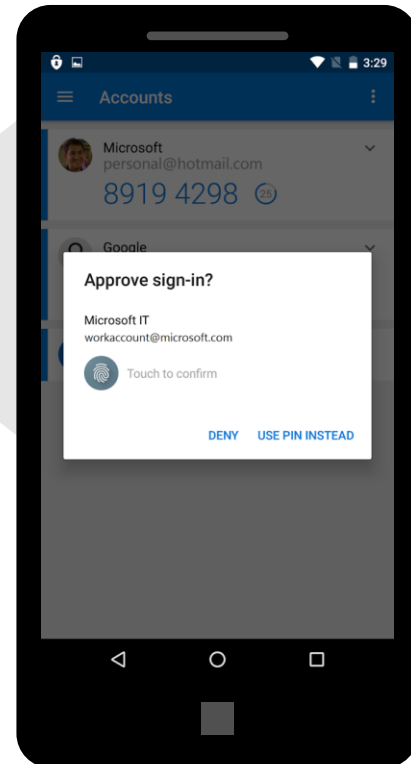 3:29
Accounts
Microsoft
personal@hotmail.com
8919 4298 25
Google
Approve sign-in?
Microsoft IT
workaccount@microsoft.com
Touch to confirm
DENY USE PIN INSTEAD